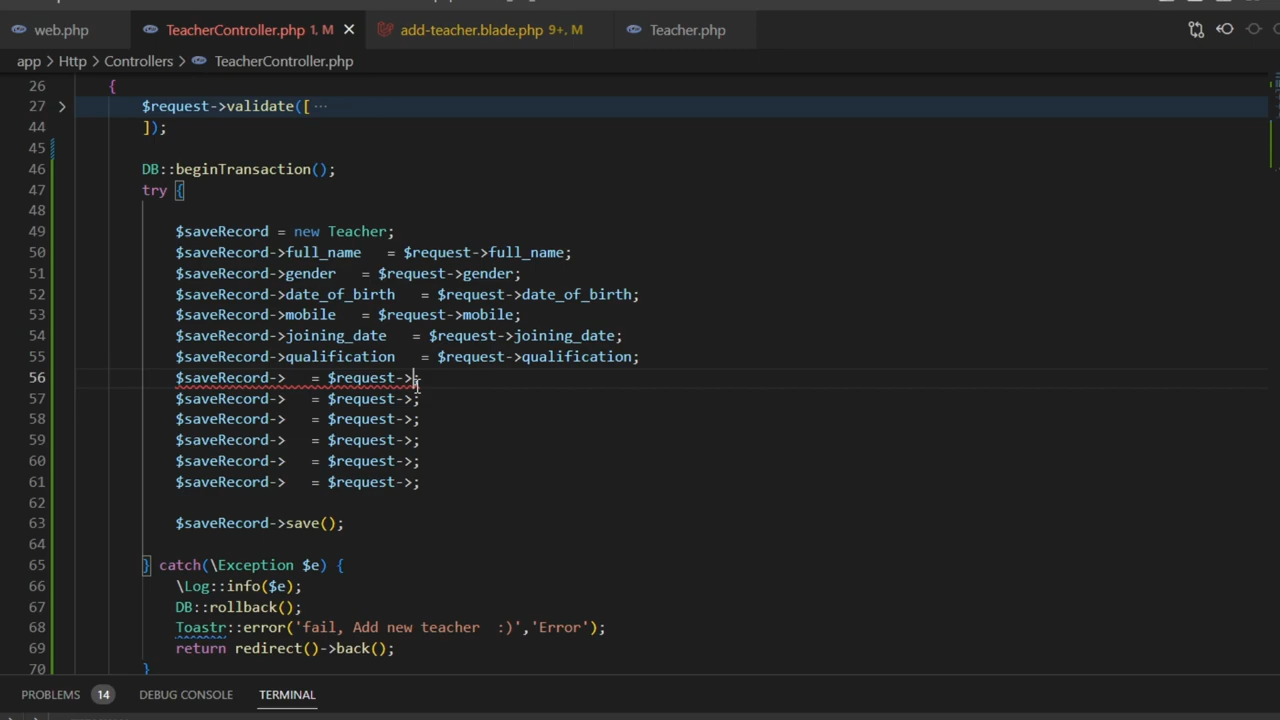 web.php TeacherController.php 1, M add-teacher.blade.php 9+, M Teacher.php
app > Http > Controllers > TeacherController.php
26 {
27 $request->validate([ ···
44 ]);
45
46 DB::beginTransaction();
47 try {
48
49 $saveRecord = new Teacher;
50 $saveRecord->full_name   = $request->full_name;
51 $saveRecord->gender   = $request->gender;
52 $saveRecord->date_of_birth   = $request->date_of_birth;
53 $saveRecord->mobile   = $request->mobile;
54 $saveRecord->joining_date   = $request->joining_date;
55 $saveRecord->qualification   = $request->qualification;
56 $saveRecord->   = $request->;
57 $saveRecord->   = $request->;
58 $saveRecord->   = $request->;
59 $saveRecord->   = $request->;
60 $saveRecord->   = $request->;
61 $saveRecord->   = $request->;
62
63 $saveRecord->save();
64
65 } catch(\Exception $e) {
66 \Log::info($e);
67 DB::rollback();
68 Toastr::error('fail, Add new teacher  :)','Error');
69 return redirect()->back();
70 }
PROBLEMS 14 DEBUG CONSOLE TERMINAL